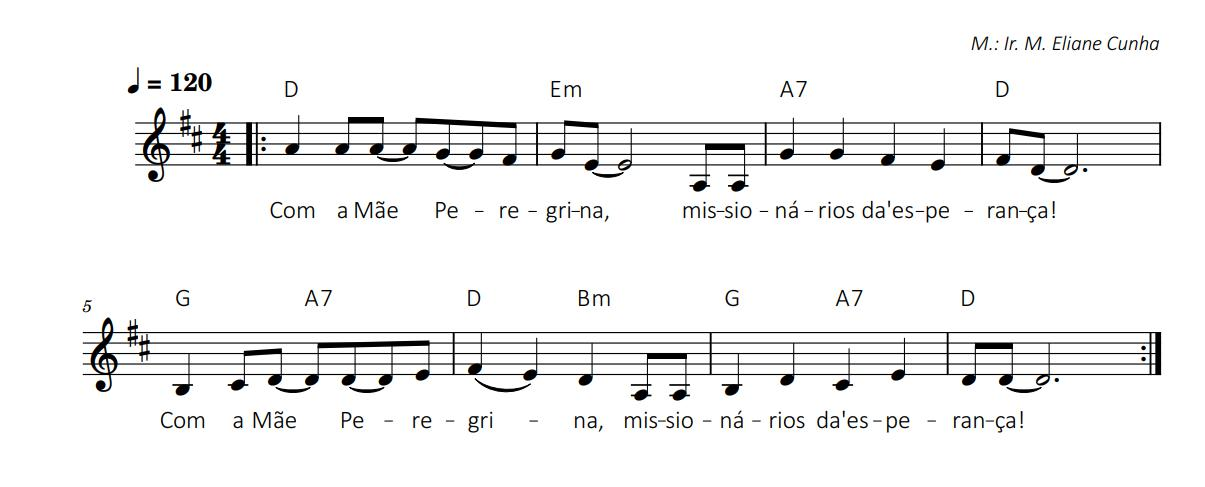 M.: Ir. M. Eliane Cunha
= 120
D Em A7 D
4/4
Com a Mãe Pe - re - gri-na, mis-sio - ná - rios da'es-pe - ran-ça!
5
G A7 D Bm G A7 D
Com a Mãe Pe - re - gri - na, mis-sio - ná - rios da'es-pe - ran-ça!